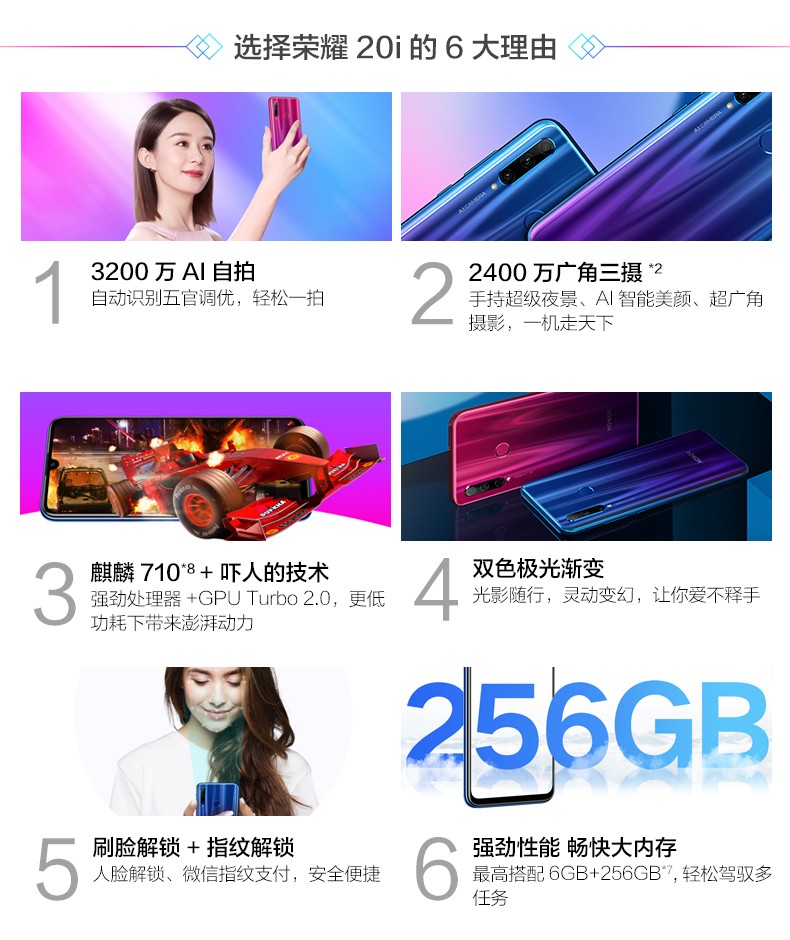 选择荣耀 20i 的 6 大理由
AI CAMERA
AI CAMERA
1
3200 万 AI 自拍
自动识别五官调优，轻松一拍
2
2400 万广角三摄 *2
手持超级夜景、AI 智能美颜、超广角
摄影，一机走天下
HONOR
HONOR
3
麒麟 710*8 + 吓人的技术
强劲处理器 +GPU Turbo 2.0，更低
功耗下带来澎湃动力
4
双色极光渐变
光影随行，灵动变幻，让你爱不释手
256GB
5
刷脸解锁 + 指纹解锁
人脸解锁、微信指纹支付，安全便捷
6
强劲性能 畅快大内存
最高搭配 6GB+256GB*7, 轻松驾驭多
任务